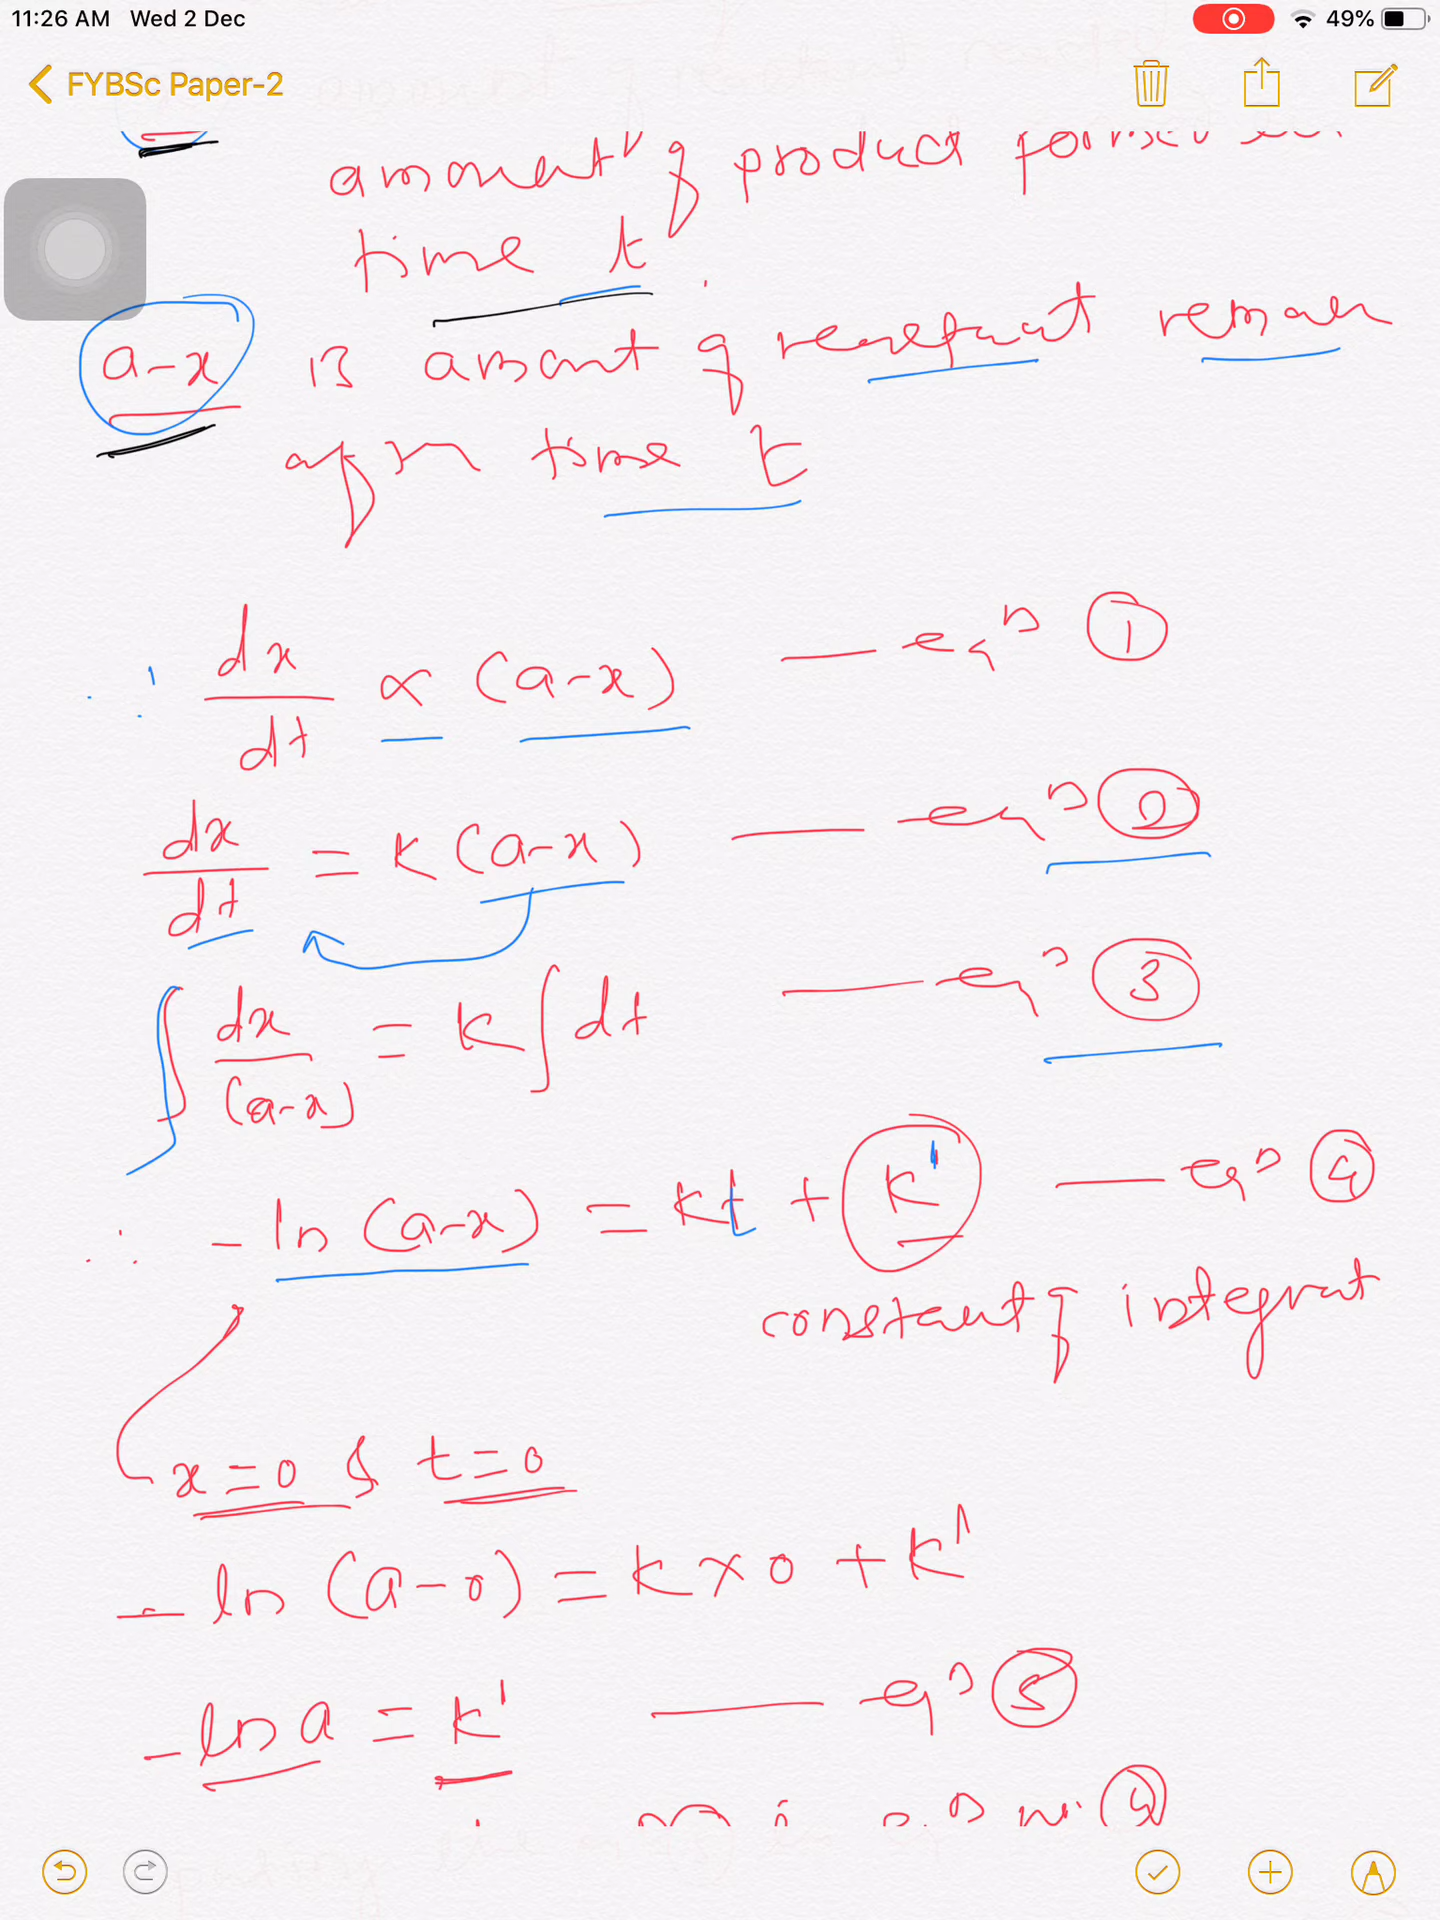 11:26 AM Wed 2 Dec 49%
FYBSc Paper-2
amount of product formed
time t.
a-x is amount of reactant remain
after time t
∴ dx/dt ∝ (a-x) — eqn ①
dx/dt = k (a-x) — eqn ②
∫ dx/(a-x) = k ∫ dt — eqn ③
∴ -ln (a-x) = kt + k' — eqn ④
constant of integrat
x=0 & t=0
-ln (a-0) = k×0 + k'
-ln a = k' — eqn ⑤
④